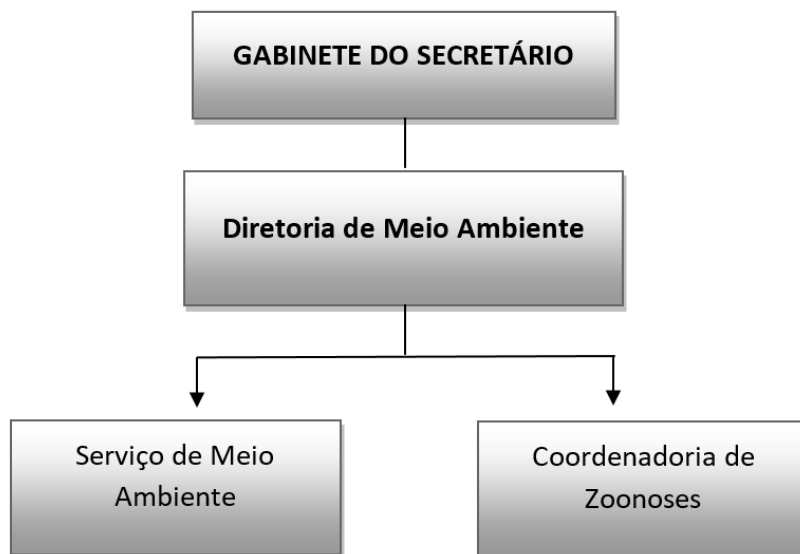 GABINETE DO SECRETÁRIO
Diretoria de Meio Ambiente
Serviço de Meio
Ambiente
Coordenadoria de
Zoonoses